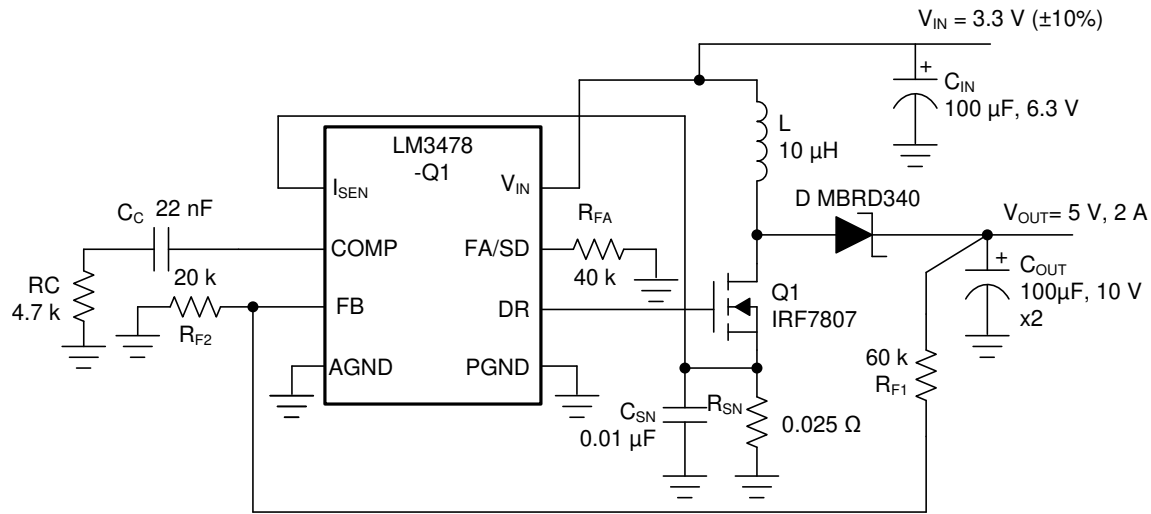 V_IN = 3.3 V (±10%)
+
C_IN
100 µF, 6.3 V
L
10 µH
LM3478
-Q1
I_SEN
V_IN
D MBRD340
V_OUT= 5 V, 2 A
C_C 22 nF
R_FA
COMP
FA/SD
40 k
+
C_OUT
100µF, 10 V
x2
RC
4.7 k
20 k
R_F2
FB
DR
Q1
IRF7807
60 k
R_F1
AGND
PGND
C_SN
0.01 µF
R_SN
0.025 Ω